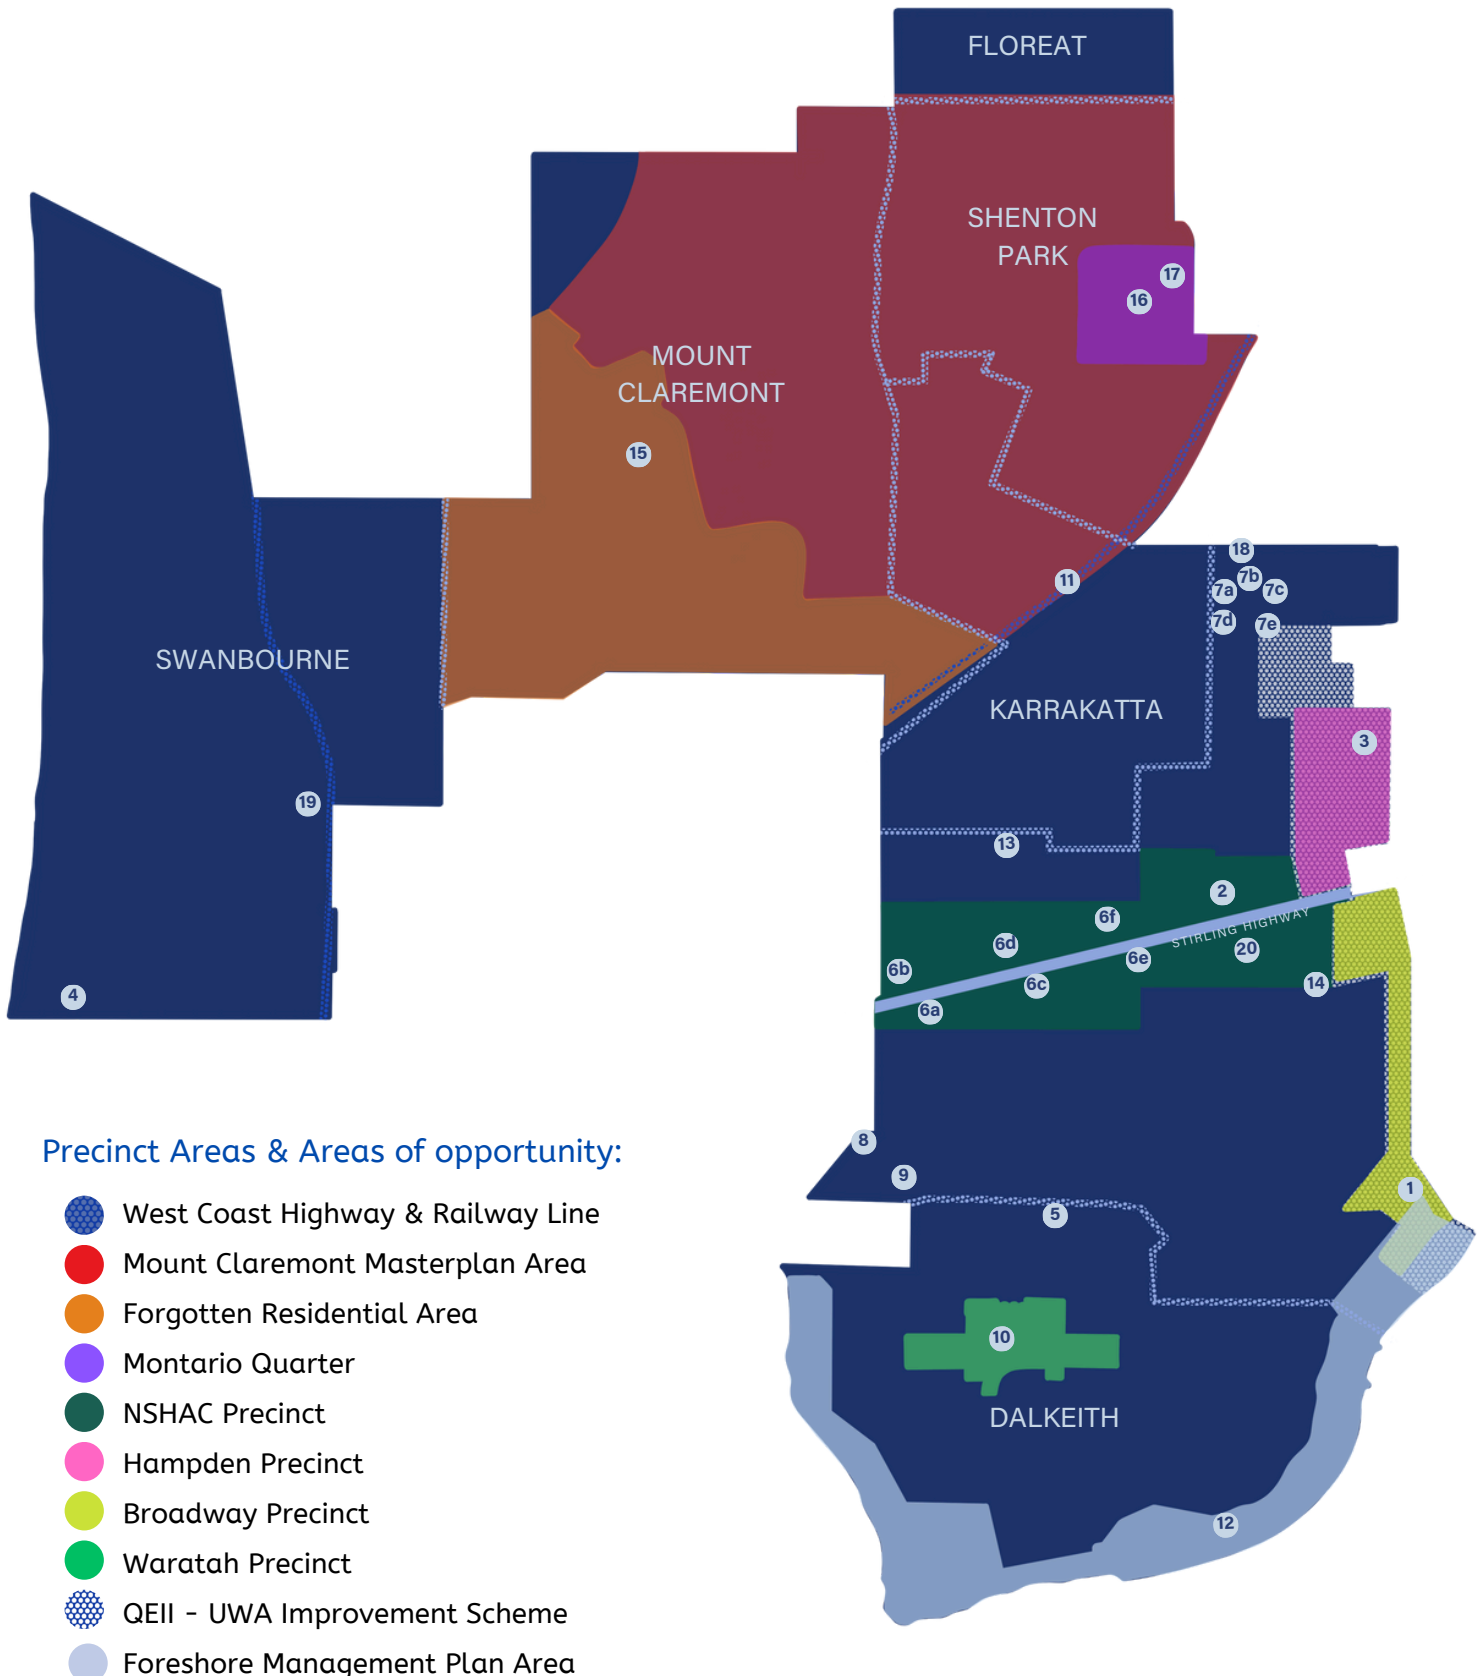 FLOREAT
SHENTON
PARK
17
16
MOUNT
CLAREMONT
15
18
11
7b
7a
7c
7d
7e
SWANBOURNE
KARRAKATTA
3
19
13
2
6f
STIRLING HIGHWAY
6d
20
6e
6b
14
6c
4
6a
8
9
1
5
10
DALKEITH
12
Precinct Areas & Areas of opportunity:
West Coast Highway & Railway Line
Mount Claremont Masterplan Area
Forgotten Residential Area
Montario Quarter
NSHAC Precinct
Hampden Precinct
Broadway Precinct
Waratah Precinct
QEII - UWA Improvement Scheme
Foreshore Management Plan Area